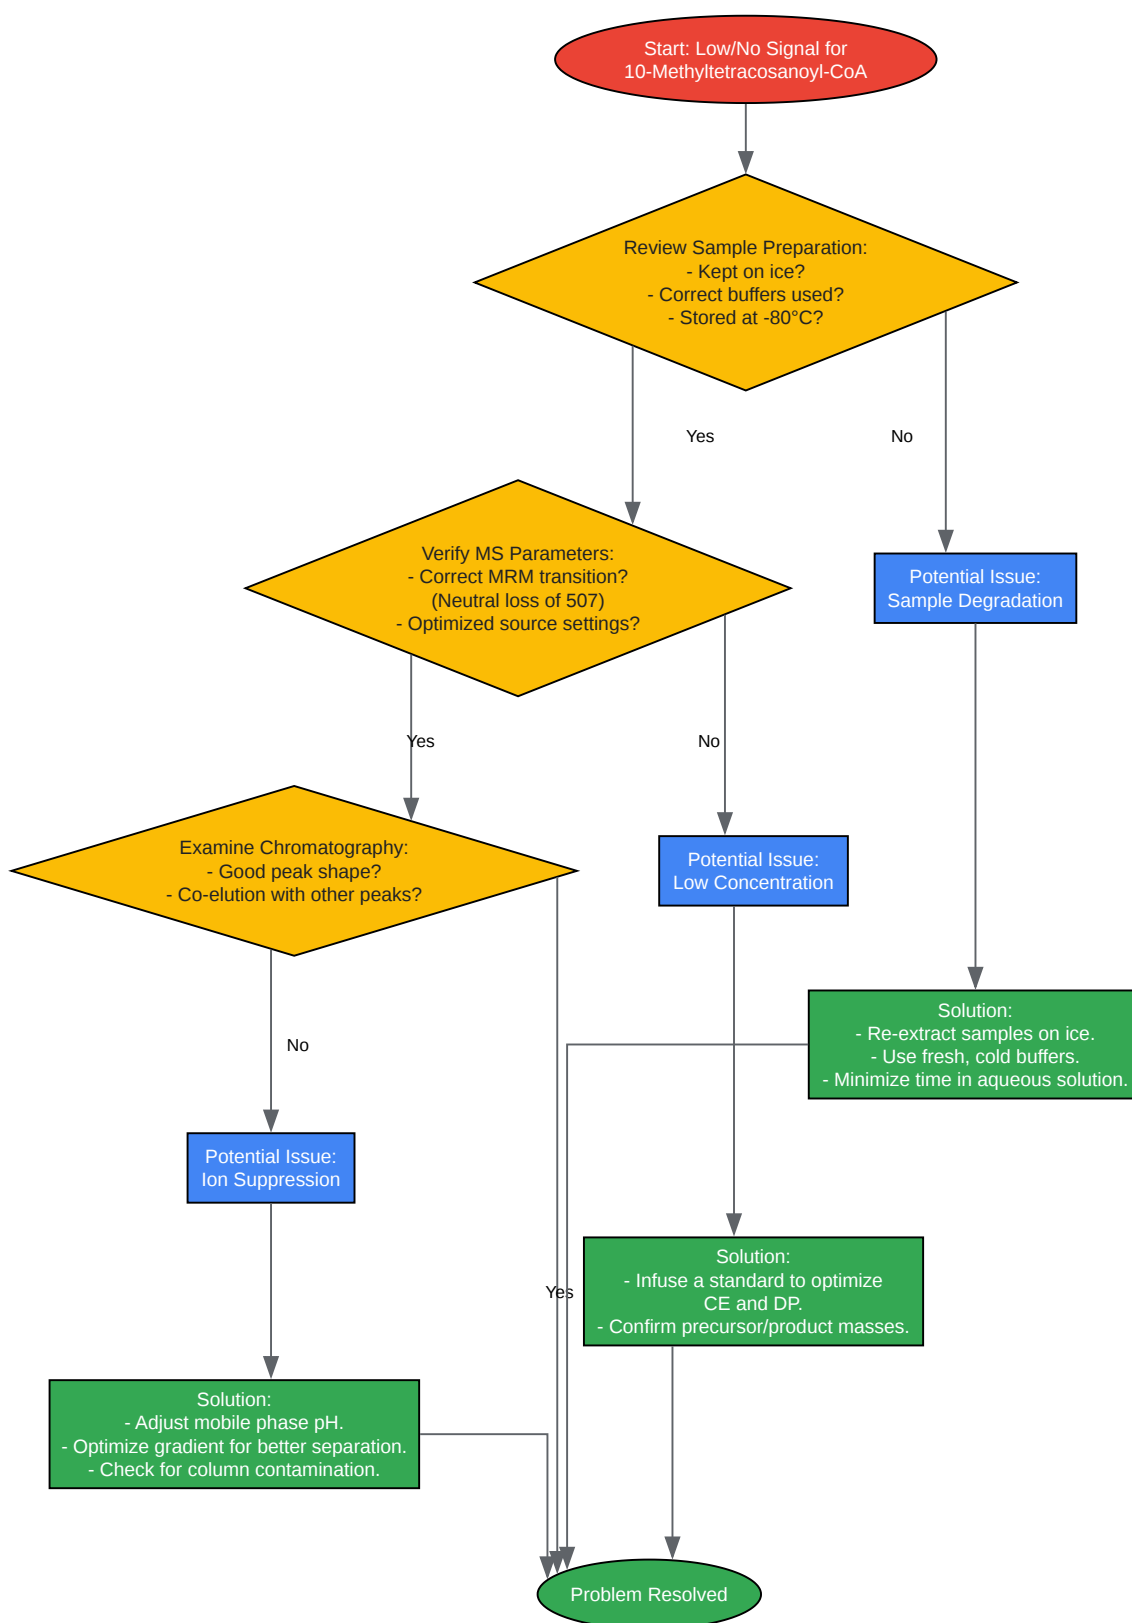 Start: Low/No Signal for
10-Methyltetracosanoyl-CoA
Review Sample Preparation:
- Kept on ice?
- Correct buffers used?
- Stored at -80°C?
Yes
No
Verify MS Parameters:
- Correct MRM transition?
(Neutral loss of 507)
- Optimized source settings?
Potential Issue:
Sample Degradation
Yes
No
Examine Chromatography:
- Good peak shape?
- Co-elution with other peaks?
Potential Issue:
Low Concentration
Solution:
- Re-extract samples on ice.
- Use fresh, cold buffers.
- Minimize time in aqueous solution.
No
Potential Issue:
Ion Suppression
Yes
Solution:
- Infuse a standard to optimize
CE and DP.
- Confirm precursor/product masses.
Solution:
- Adjust mobile phase pH.
- Optimize gradient for better separation.
- Check for column contamination.
Problem Resolved